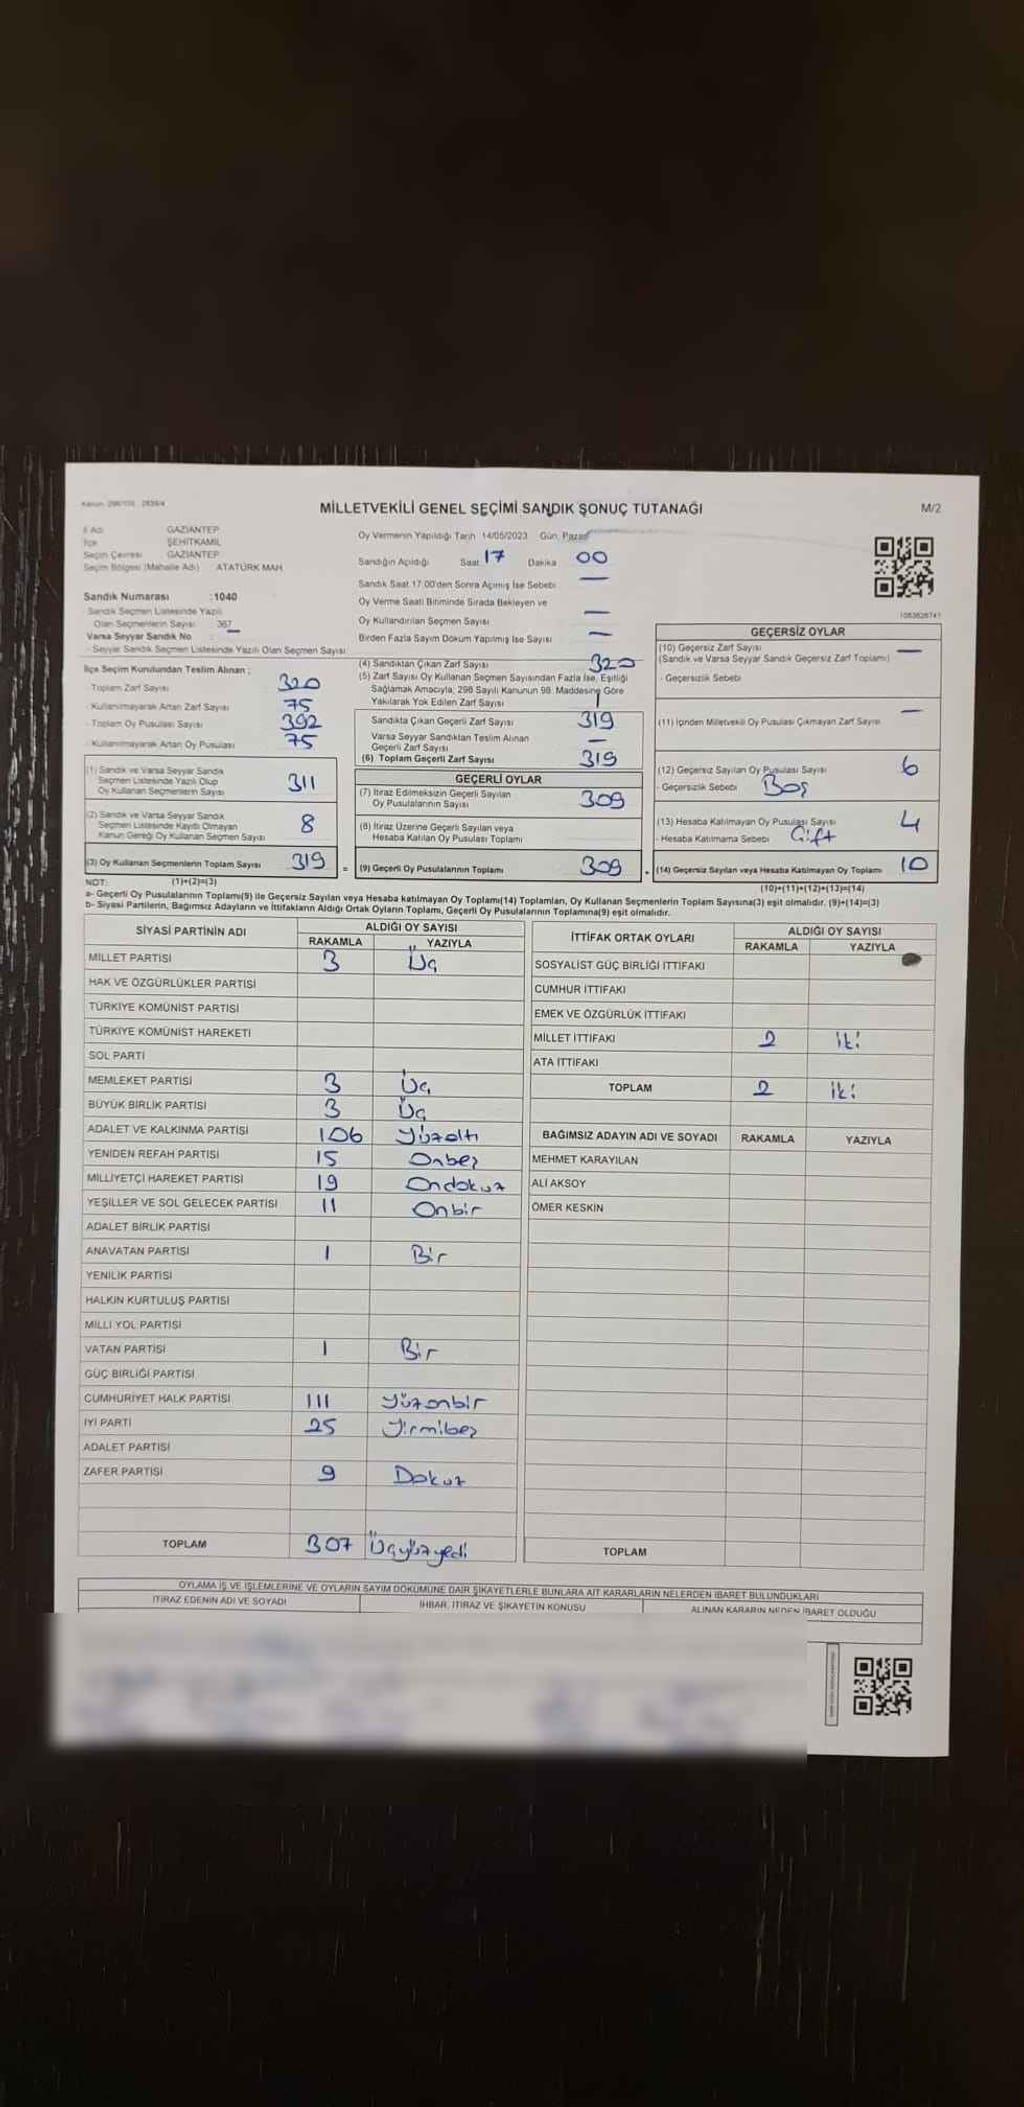 Kanun: 298/105 2839/4
MİLLETVEKİLİ GENEL SEÇİMİ SANDIK SONUÇ TUTANAĞI
M/2
İl Adı GAZİANTEP
İlçe ŞEHİTKAMİL
Seçim Çevresi GAZİANTEP
Seçim Bölgesi (Mahalle Adı) ATATÜRK MAH
Sandık Numarası :1040
Sandık Seçmen Listesinde Yazılı
Olan Seçmenlerin Sayısı 367
Varsa Seyyar Sandık No
- Seyyar Sandık Seçmen Listesinde Yazılı Olan Seçmen Sayısı
Oy Vermenin Yapıldığı Tarih 14/05/2023 Gün: Pazar
Sandığın Açıldığı Saat 17 Dakika 00
Sandık Saat 17.00'den Sonra Açılmış İse Sebebi —
Oy Verme Saati Bitiminde Sırada Bekleyen ve
Oy Kullandırılan Seçmen Sayısı —
Birden Fazla Sayım Döküm Yapılmış İse Sayısı —
1063626741
İlçe Seçim Kurulundan Teslim Alınan ;
- Toplam Zarf Sayısı 320
- Kullanılmayarak Artan Zarf Sayısı 75
- Toplam Oy Pusulası Sayısı 392
- Kullanılmayarak Artan Oy Pusulası 75
(1) Sandık ve Varsa Seyyar Sandık
Seçmen Listesinde Yazılı Olup
Oy Kullanan Seçmenlerin Sayısı 311
(2) Sandık ve Varsa Seyyar Sandık
Seçmen Listesinde Kayıtlı Olmayan
Kanun Gereği Oy Kullanan Seçmen Sayısı 8
(3) Oy Kullanan Seçmenlerin Toplam Sayısı 319 =
(4) Sandıktan Çıkan Zarf Sayısı 320
(5) Zarf Sayısı Oy Kullanan Seçmen Sayısından Fazla İse, Eşitliği
Sağlamak Amacıyla, 298 Sayılı Kanunun 98. Maddesine Göre
Yakılarak Yok Edilen Zarf Sayısı 1
Sandıkta Çıkan Geçerli Zarf Sayısı 319
Varsa Seyyar Sandıktan Teslim Alınan
Geçerli Zarf Sayısı —
(6) Toplam Geçerli Zarf Sayısı 319
GEÇERLİ OYLAR
(7) İtiraz Edilmeksizin Geçerli Sayılan
Oy Pusulalarının Sayısı 309
(8) İtiraz Üzerine Geçerli Sayılan veya
Hesaba Katılan Oy Pusulası Toplamı
(9) Geçerli Oy Pusulalarının Toplamı 309 +
GEÇERSİZ OYLAR
(10) Geçersiz Zarf Sayısı —
(Sandık ve Varsa Seyyar Sandık Geçersiz Zarf Toplamı)
- Geçersizlik Sebebi
(11) İçinden Milletvekili Oy Pusulası Çıkmayan Zarf Sayısı —
(12) Geçersiz Sayılan Oy Pusulası Sayısı 6
- Geçersizlik Sebebi Boş
(13) Hesaba Katılmayan Oy Pusulası Sayısı 4
- Hesaba Katılmama Sebebi Çift
(14) Geçersiz Sayılan veya Hesaba Katılmayan Oy Toplamı 10
NOT: (1)+(2)=(3)
(10)+(11)+(12)+(13)=(14)
a- Geçerli Oy Pusulalarının Toplamı(9) ile Geçersiz Sayılan veya Hesaba katılmayan Oy Toplamı(14) Toplamları, Oy Kullanan Seçmenlerin Toplam Sayısına(3) eşit olmalıdır. (9)+(14)=(3)
b- Siyasi Partilerin, Bağımsız Adayların ve İttifakların Aldığı Ortak Oyların Toplamı, Geçerli Oy Pusulalarının Toplamına(9) eşit olmalıdır.
SİYASİ PARTİNİN ADI ALDIĞI OY SAYISI
RAKAMLA YAZIYLA
MİLLET PARTİSİ 3 Üç
HAK VE ÖZGÜRLÜKLER PARTİSİ
TÜRKİYE KOMÜNİST PARTİSİ
TÜRKİYE KOMÜNİST HAREKETİ
SOL PARTİ
MEMLEKET PARTİSİ 3 Üç
BÜYÜK BİRLİK PARTİSİ 3 Üç
ADALET VE KALKINMA PARTİSİ 106 Yüzaltı
YENİDEN REFAH PARTİSİ 15 Onbeş
MİLLİYETÇİ HAREKET PARTİSİ 19 Ondokuz
YEŞİLLER VE SOL GELECEK PARTİSİ 11 Onbir
ADALET BİRLİK PARTİSİ
ANAVATAN PARTİSİ 1 Bir
YENİLİK PARTİSİ
HALKIN KURTULUŞ PARTİSİ
MİLLİ YOL PARTİSİ
VATAN PARTİSİ 1 Bir
GÜÇ BİRLİĞİ PARTİSİ
CUMHURİYET HALK PARTİSİ 111 Yüzonbir
İYİ PARTİ 25 Yirmibeş
ADALET PARTİSİ
ZAFER PARTİSİ 9 Dokuz
TOPLAM 307 Üçyüzyedi
İTTİFAK ORTAK OYLARI ALDIĞI OY SAYISI
RAKAMLA YAZIYLA
SOSYALİST GÜÇ BİRLİĞİ İTTİFAKI
CUMHUR İTTİFAKI
EMEK VE ÖZGÜRLÜK İTTİFAKI
MİLLET İTTİFAKI 2 iki
ATA İTTİFAKI
TOPLAM 2 iki
BAĞIMSIZ ADAYIN ADI VE SOYADI RAKAMLA YAZIYLA
MEHMET KARAYILAN
ALİ AKSOY
ÖMER KESKİN
TOPLAM
OYLAMA İŞ VE İŞLEMLERİNE VE OYLARIN SAYIM DÖKÜMÜNE DAİR ŞİKAYETLERLE BUNLARA AİT KARARLARIN NELERDEN İBARET BULUNDUKLARI
İTİRAZ EDENİN ADI VE SOYADI İHBAR, İTİRAZ VE ŞİKAYETİN KONUSU ALINAN KARARIN NEDEN İBARET OLDUĞU